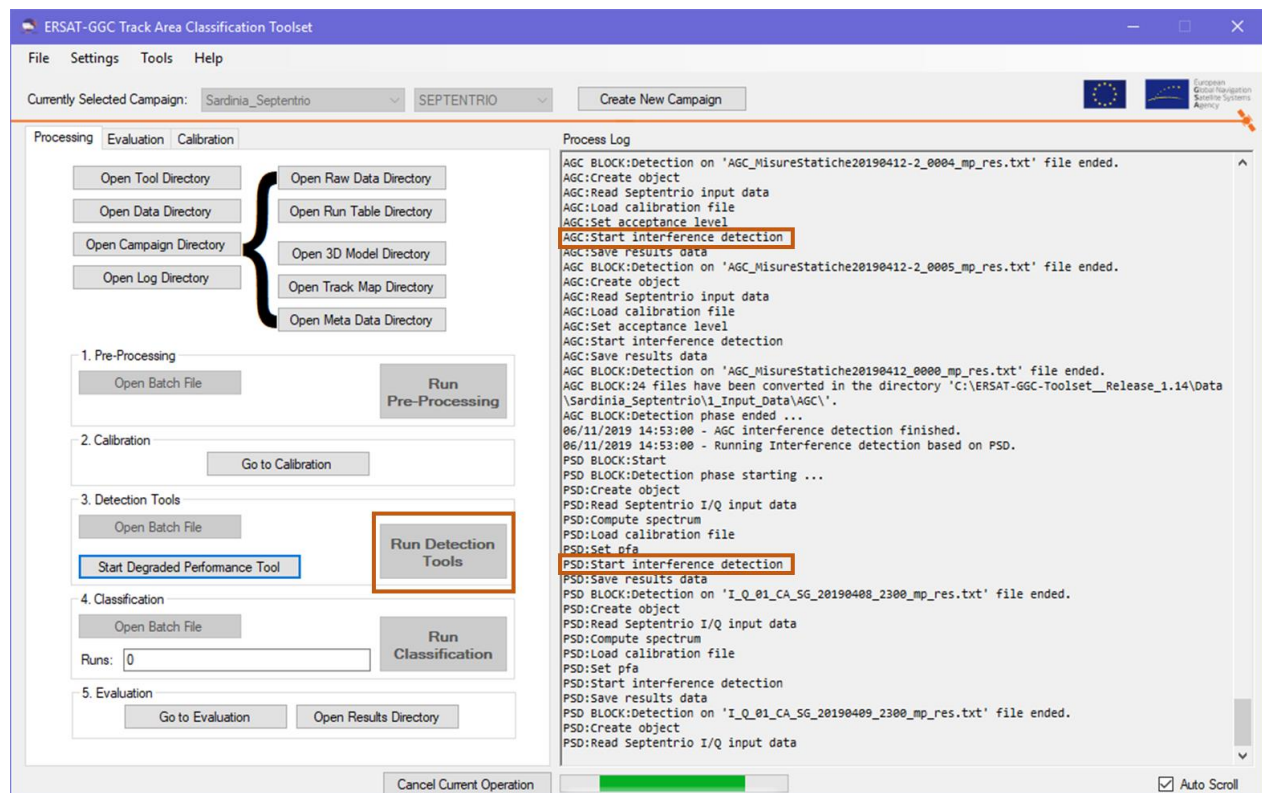 ERSAT-GGC Track Area Classification Toolset
File Settings Tools Help
Currently Selected Campaign: Sardinia_Septentrio SEPTENTRIO Create New Campaign
European
Global Navigation
Satellite Systems
Agency
Processing Evaluation Calibration
Open Tool Directory
Open Data Directory
Open Campaign Directory
Open Log Directory
Open Raw Data Directory
Open Run Table Directory
Open 3D Model Directory
Open Track Map Directory
Open Meta Data Directory
1. Pre-Processing
Open Batch File
Run
Pre-Processing
2. Calibration
Go to Calibration
3. Detection Tools
Open Batch File
Start Degraded Performance Tool
Run Detection
Tools
4. Classification
Open Batch File
Runs: 0
Run
Classification
5. Evaluation
Go to Evaluation Open Results Directory
Process Log
AGC BLOCK:Detection on 'AGC_MisureStatiche20190412-2_0004_mp_res.txt' file ended.
AGC:Create object
AGC:Read Septentrio input data
AGC:Load calibration file
AGC:Set acceptance level
AGC:Start interference detection
AGC:Save results data
AGC BLOCK:Detection on 'AGC_MisureStatiche20190412-2_0005_mp_res.txt' file ended.
AGC:Create object
AGC:Read Septentrio input data
AGC:Load calibration file
AGC:Set acceptance level
AGC:Start interference detection
AGC:Save results data
AGC BLOCK:Detection on 'AGC_MisureStatiche20190412_0000_mp_res.txt' file ended.
AGC BLOCK:24 files have been converted in the directory 'C:\ERSAT-GGC-Toolset__Release_1.14\Data
\Sardinia_Septentrio\1_Input_Data\AGC\'.
AGC BLOCK:Detection phase ended ...
06/11/2019 14:53:00 - AGC interference detection finished.
06/11/2019 14:53:00 - Running Interference detection based on PSD.
PSD BLOCK:Start
PSD BLOCK:Detection phase starting ...
PSD:Create object
PSD:Read Septentrio I/Q input data
PSD:Compute spectrum
PSD:Load calibration file
PSD:Set pfa
PSD:Start interference detection
PSD:Save results data
PSD BLOCK:Detection on 'I_Q_01_CA_SG_20190408_2300_mp_res.txt' file ended.
PSD:Create object
PSD:Read Septentrio I/Q input data
PSD:Compute spectrum
PSD:Load calibration file
PSD:Set pfa
PSD:Start interference detection
PSD:Save results data
PSD BLOCK:Detection on 'I_Q_01_CA_SG_20190409_2300_mp_res.txt' file ended.
PSD:Create object
PSD:Read Septentrio I/Q input data
Cancel Current Operation
Auto Scroll